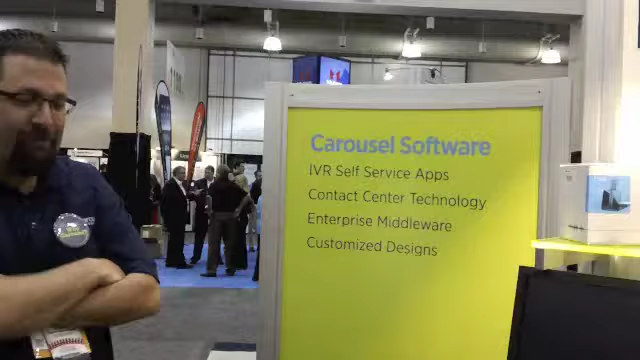 Carousel Software
IVR Self Service Apps
Contact Center Technology
Enterprise Middleware
Customized Designs